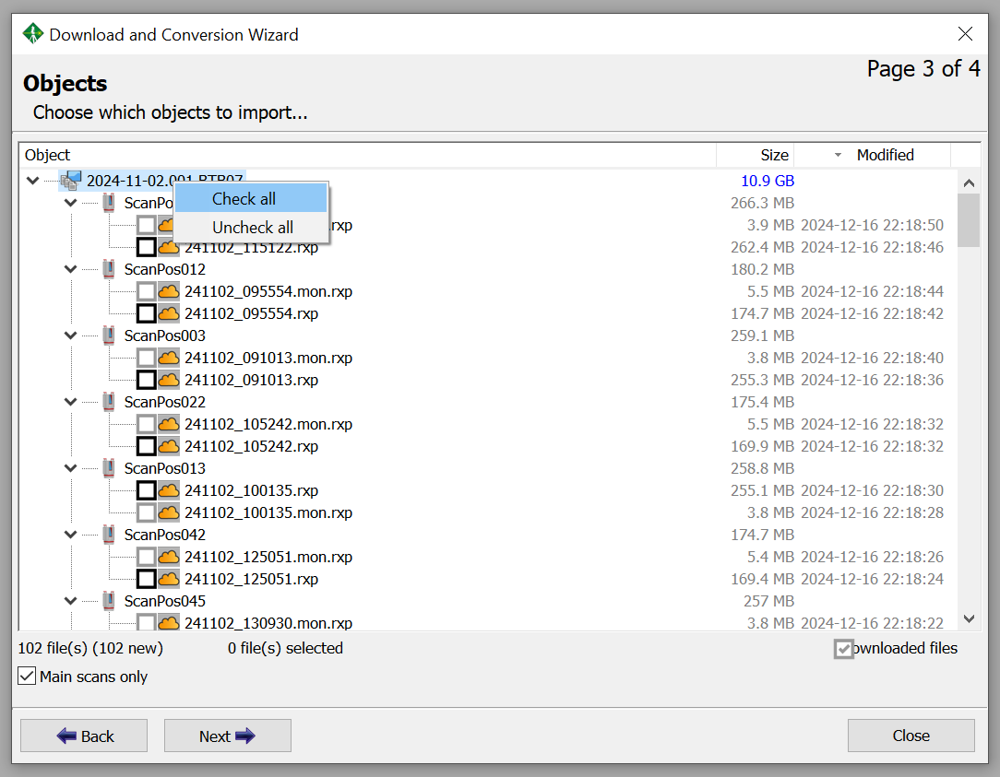 Download and Conversion Wizard
Page 3 of 4
Objects
Choose which objects to import...
Object Size Modified
2024-11-02.001 10.9 GB
266.3 MB
Check all
Uncheck all
.rxp 3.9 MB 2024-12-16 22:18:50
241102_115122.rxp 262.4 MB 2024-12-16 22:18:46
ScanPos012 180.2 MB
241102_095554.mon.rxp 5.5 MB 2024-12-16 22:18:44
241102_095554.rxp 174.7 MB 2024-12-16 22:18:42
ScanPos003 259.1 MB
241102_091013.mon.rxp 3.8 MB 2024-12-16 22:18:40
241102_091013.rxp 255.3 MB 2024-12-16 22:18:36
ScanPos022 175.4 MB
241102_105242.mon.rxp 5.5 MB 2024-12-16 22:18:32
241102_105242.rxp 169.9 MB 2024-12-16 22:18:32
ScanPos013 258.8 MB
241102_100135.rxp 255.1 MB 2024-12-16 22:18:30
241102_100135.mon.rxp 3.8 MB 2024-12-16 22:18:28
ScanPos042 174.7 MB
241102_125051.mon.rxp 5.4 MB 2024-12-16 22:18:26
241102_125051.rxp 169.4 MB 2024-12-16 22:18:24
ScanPos045 257 MB
241102_130930.mon.rxp 3.8 MB 2024-12-16 22:18:22
102 file(s) (102 new) 0 file(s) selected ownloaded files
Main scans only
Back Next Close